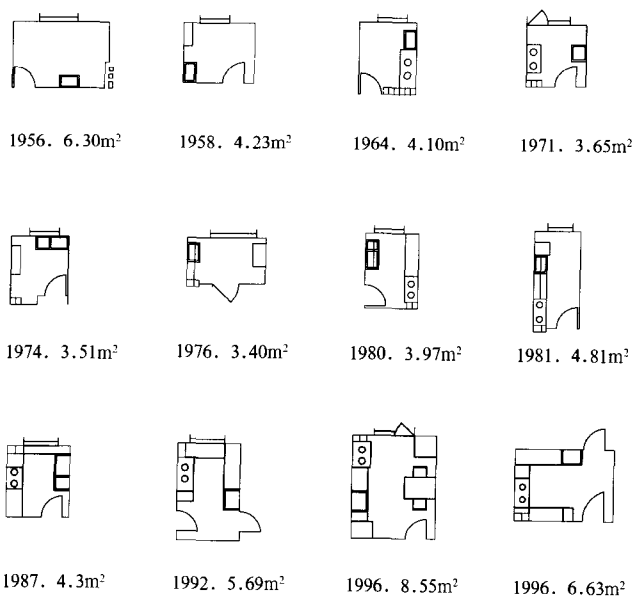 1956. 6.30m²
1958. 4.23m²
1964. 4.10m²
1971. 3.65m²
1974. 3.51m²
1976. 3.40m²
1980. 3.97m²
1981. 4.81m²
1987. 4.3m²
1992. 5.69m²
1996. 8.55m²
1996. 6.63m²